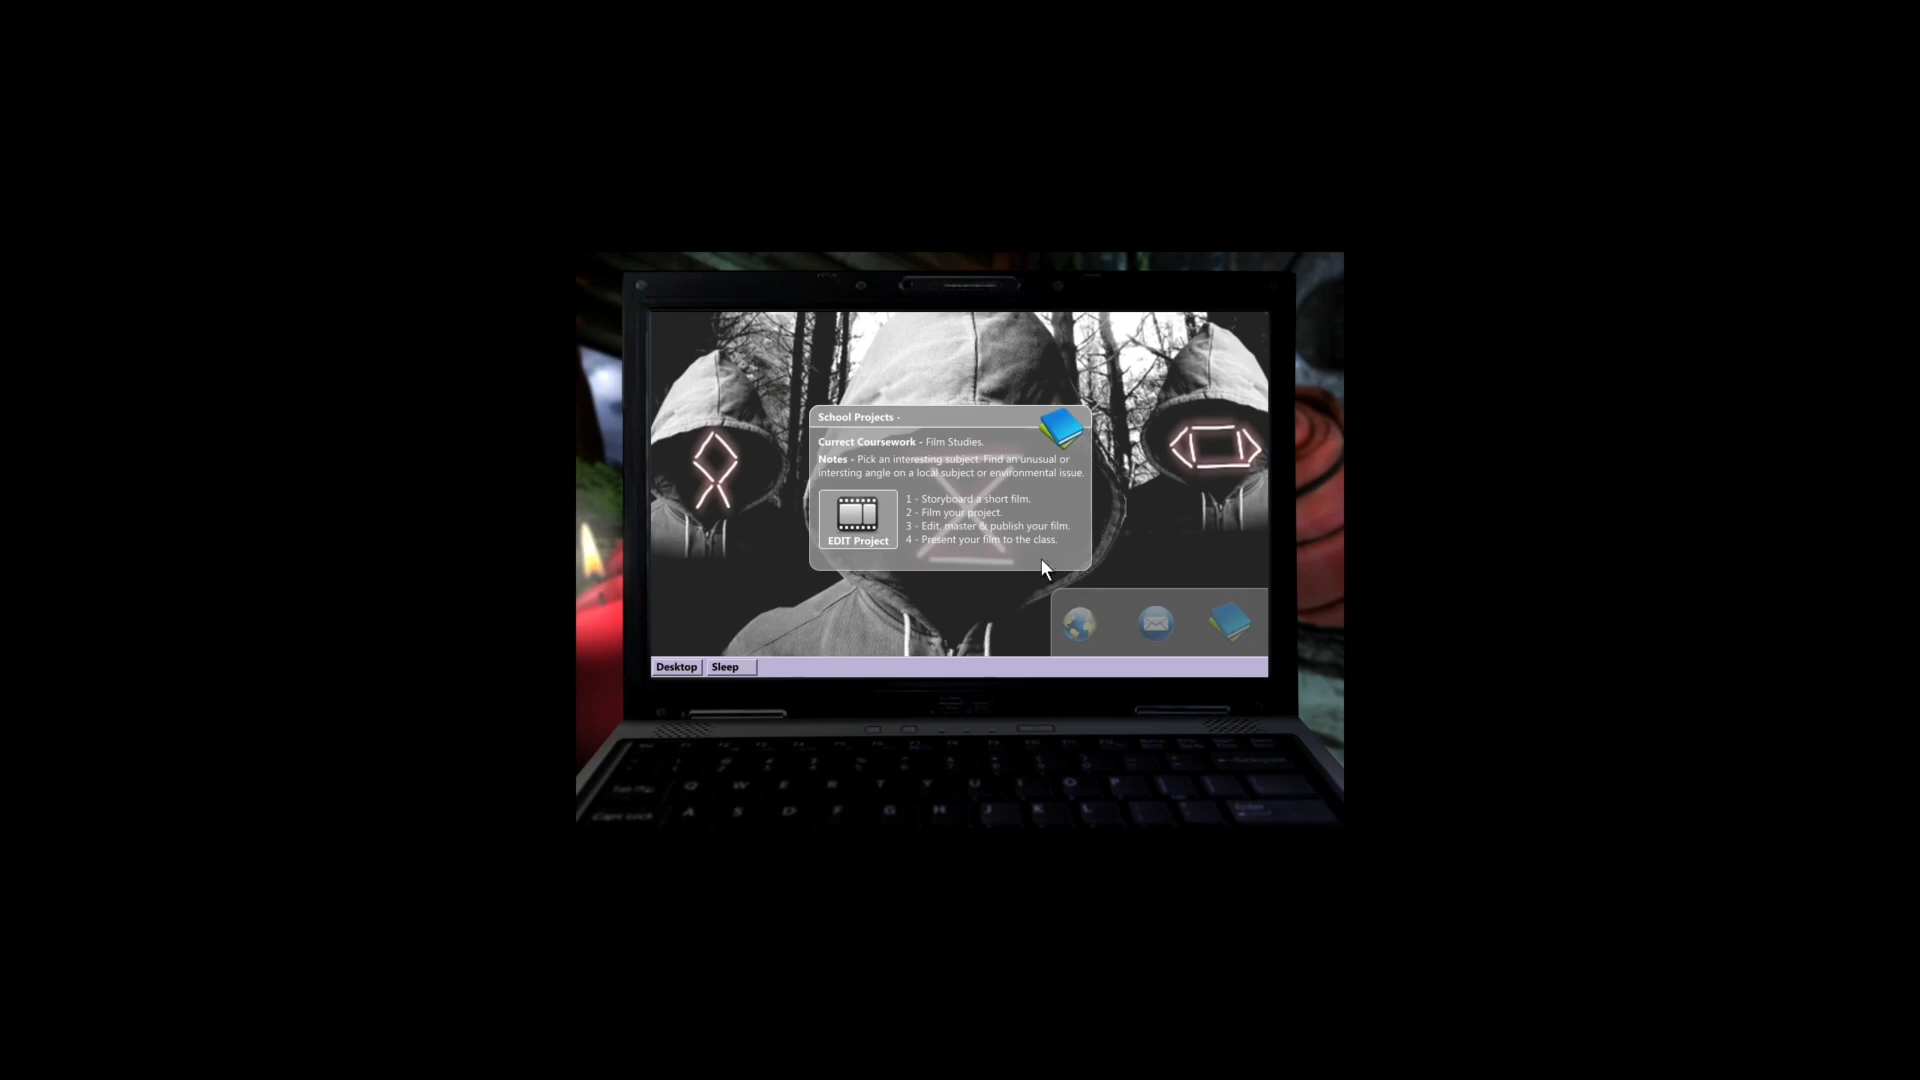 School Projects -
Currect Coursework - Film Studies.
Notes - Pick an interesting subject. Find an unusual or
intersting angle on a local subject or environmental issue.
EDIT Project
1 - Storyboard a short film.
2 - Film your project.
3 - Edit, master & publish your film.
4 - Present your film to the class.
Desktop Sleep
Q W E R T Y U I O P
Caps Lock A S D F G H J K L